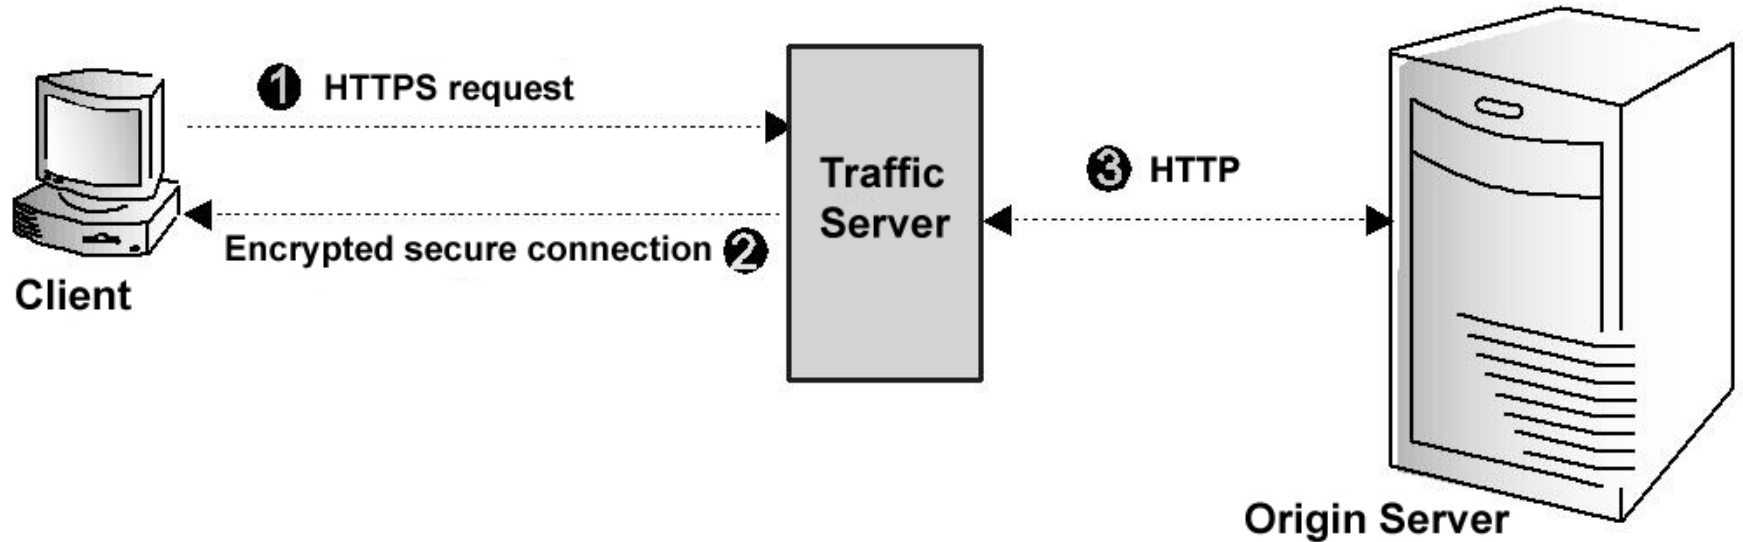 1 HTTPS request
Traffic
Server
3 HTTP
Encrypted secure connection 2
Client
Origin Server